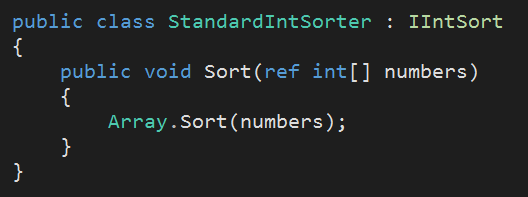 public class StandardIntSorter : IIntSort
{
    public void Sort(ref int[] numbers)
    {
        Array.Sort(numbers);
    }
}